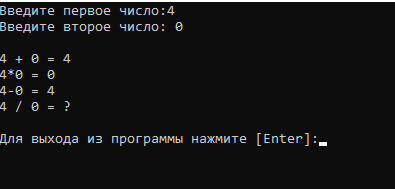 Введите первое число:4
Введите второе число: 0
4 + 0 = 4
4*0 = 0
4-0 = 4
4 / 0 = ?
Для выхода из программы нажмите [Enter]: